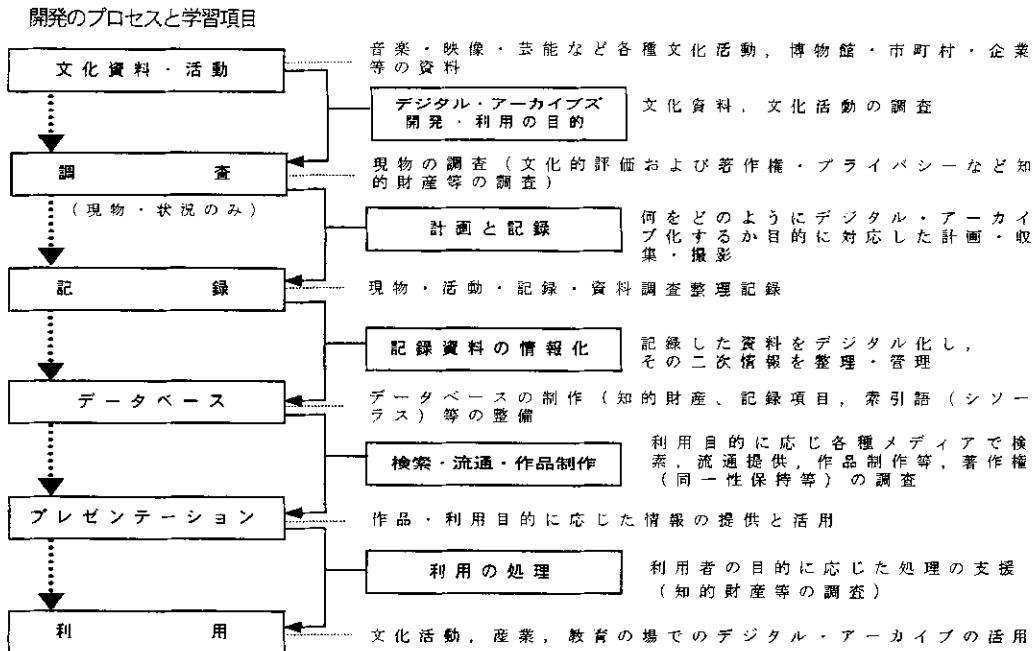 開発のプロセスと学習項目
文化資料・活動
音楽・映像・芸能など各種文化活動，博物館・市町村・企業
等の資料
デジタル・アーカイブズ
開発・利用の目的
文化資料，文化活動の調査
調査
(現物・状況のみ)
現物の調査（文化的評価および著作権・プライバシーなど知
的財産等の調査）
計画と記録
何をどのようにデジタル・アーカイ
ブ化するか目的に対応した計画・収
集・撮影
記録
現物・活動・記録・資料調査整理記録
記録資料の情報化
記録した資料をデジタル化し，
その二次情報を整理・管理
データベース
データベースの制作（知的財産、記録項目，索引語（シソー
ラス）等の整備
検索・流通・作品制作
利用目的に応じ各種メディアで検
索，流通提供，作品制作等，著作権
（同一性保持等）の調査
プレゼンテーション
作品・利用目的に応じた情報の提供と活用
利用の処理
利用者の目的に応じた処理の支援
（知的財産等の調査）
利用
文化活動，産業，教育の場でのデジタル・アーカイブの活用